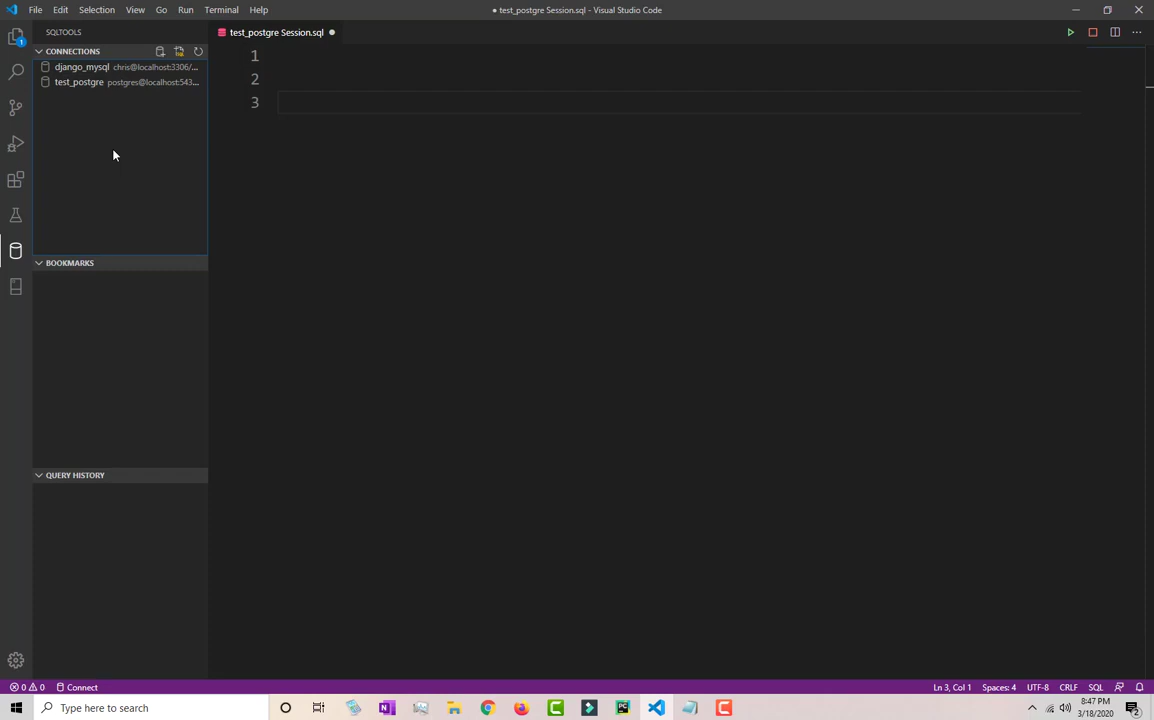 File Edit Selection View Go Run Terminal Help
● test_postgre Session.sql - Visual Studio Code
SQLTOOLS
CONNECTIONS
django_mysql chris@localhost:3306/...
test_postgre postgres@localhost:543...
BOOKMARKS
QUERY HISTORY
test_postgre Session.sql ●
1
2
3
1
0 0 Connect
Ln 3, Col 1 Spaces: 4 UTF-8 CRLF SQL
Type here to search
8:47 PM
3/18/2020
2